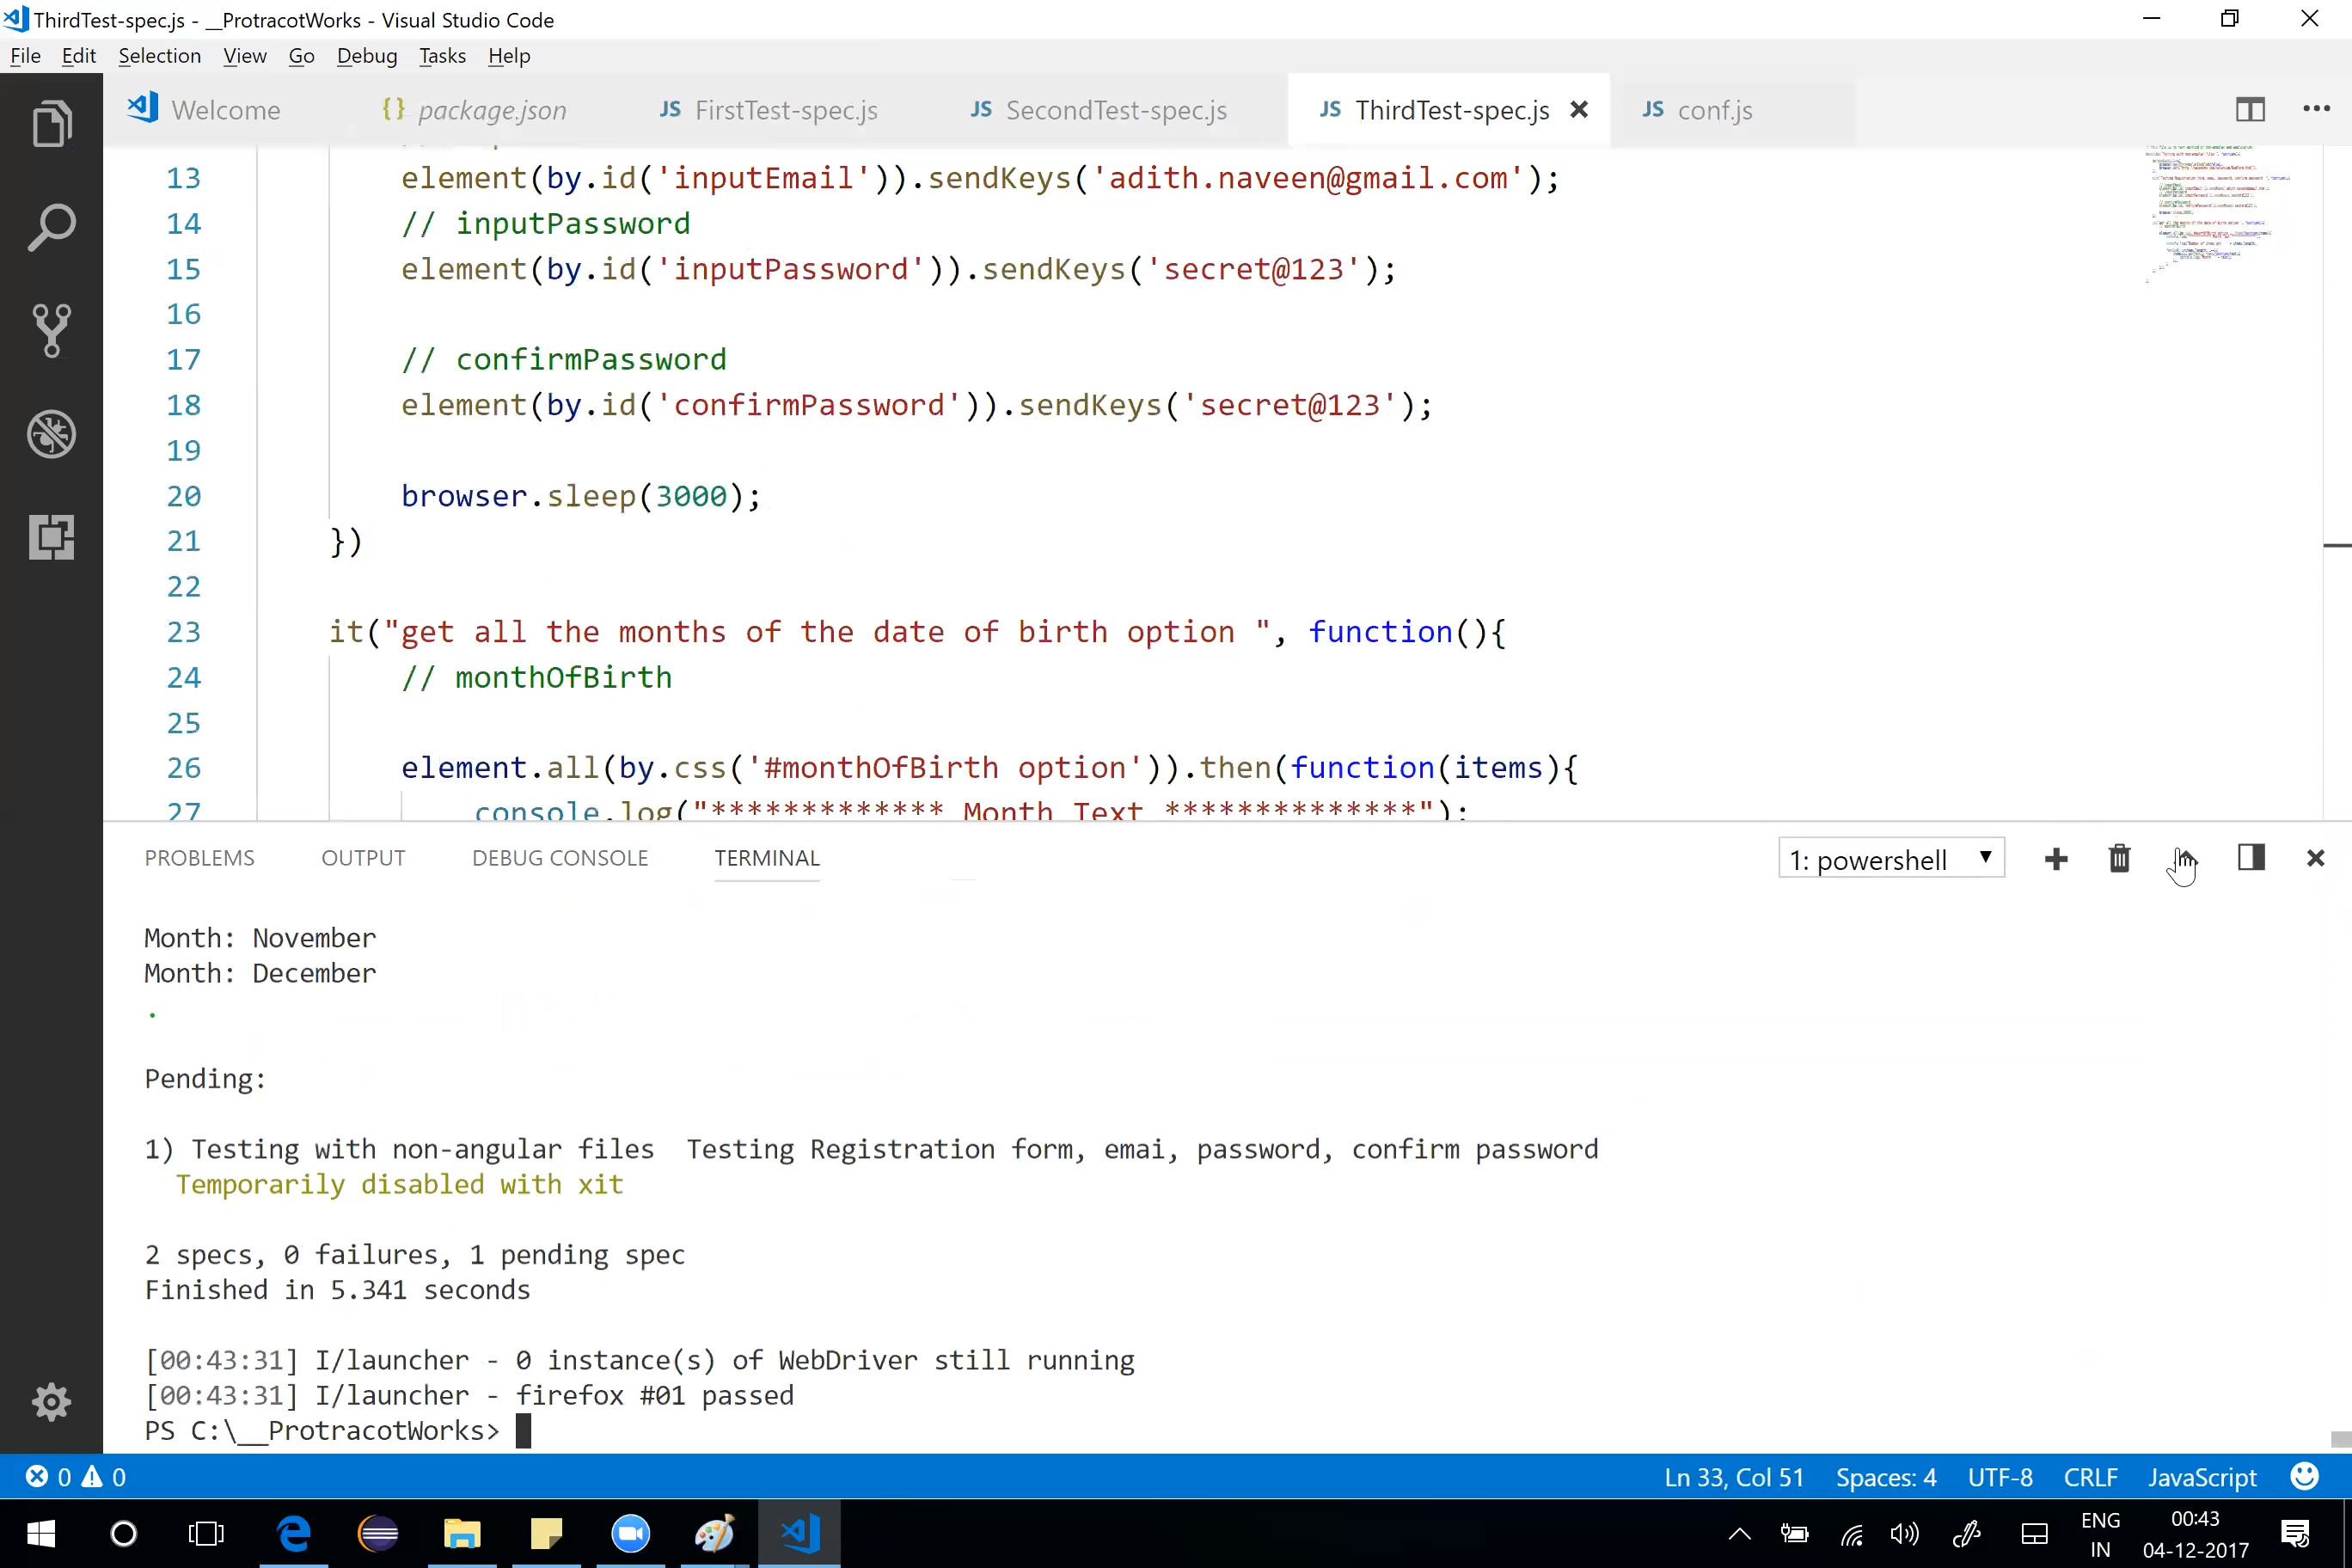 ThirdTest-spec.js - __ProtracotWorks - Visual Studio Code
File Edit Selection View Go Debug Tasks Help
Welcome {} package.json JS FirstTest-spec.js JS SecondTest-spec.js JS ThirdTest-spec.js JS conf.js
13 element(by.id('inputEmail')).sendKeys('adith.naveen@gmail.com');
14 // inputPassword
15 element(by.id('inputPassword')).sendKeys('secret@123');
16
17 // confirmPassword
18 element(by.id('confirmPassword')).sendKeys('secret@123');
19
20 browser.sleep(3000);
21 })
22
23 it("get all the months of the date of birth option ", function(){
24 // monthOfBirth
25
26 element.all(by.css('#monthOfBirth option')).then(function(items){
27 console.log("************* Month Text **************");
PROBLEMS OUTPUT DEBUG CONSOLE TERMINAL 1: powershell
Month: November
Month: December
.
Pending:
1) Testing with non-angular files  Testing Registration form, emai, password, confirm password
Temporarily disabled with xit
2 specs, 0 failures, 1 pending spec
Finished in 5.341 seconds
[00:43:31] I/launcher - 0 instance(s) of WebDriver still running
[00:43:31] I/launcher - firefox #01 passed
PS C:\__ProtracotWorks>
0 0 Ln 33, Col 51 Spaces: 4 UTF-8 CRLF JavaScript
ENG 00:43
IN 04-12-2017